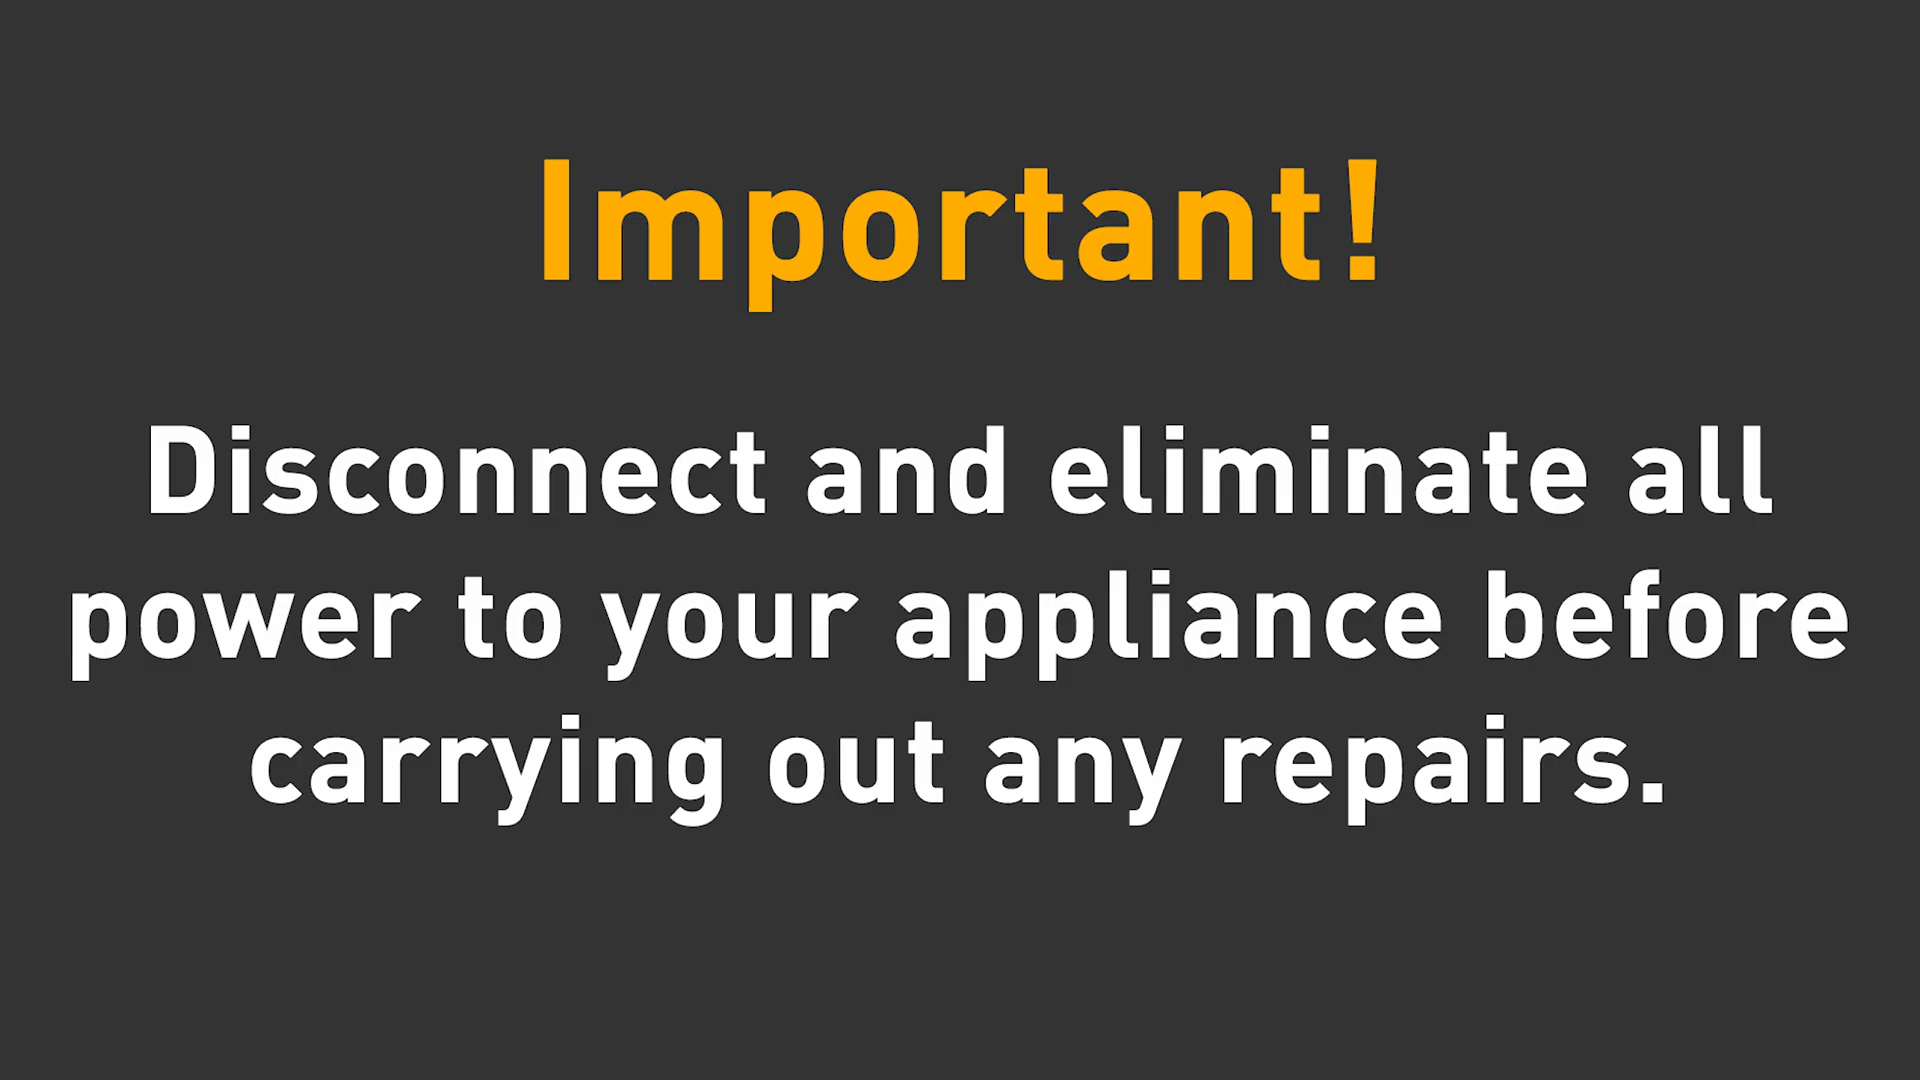 Important!
Disconnect and eliminate all
power to your appliance before
carrying out any repairs.